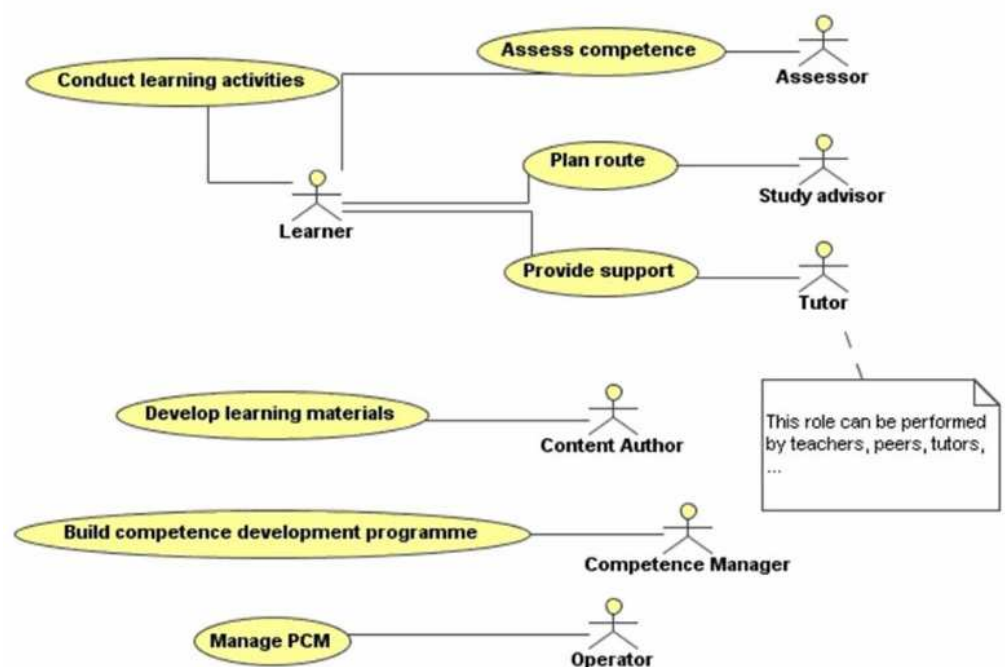 Assess competence
Assessor
Conduct learning activities
Plan route
Study advisor
Learner
Provide support
Tutor
This role can be performed
by teachers, peers, tutors,
...
Develop learning materials
Content Author
Build competence development programme
Competence Manager
Manage PCM
Operator